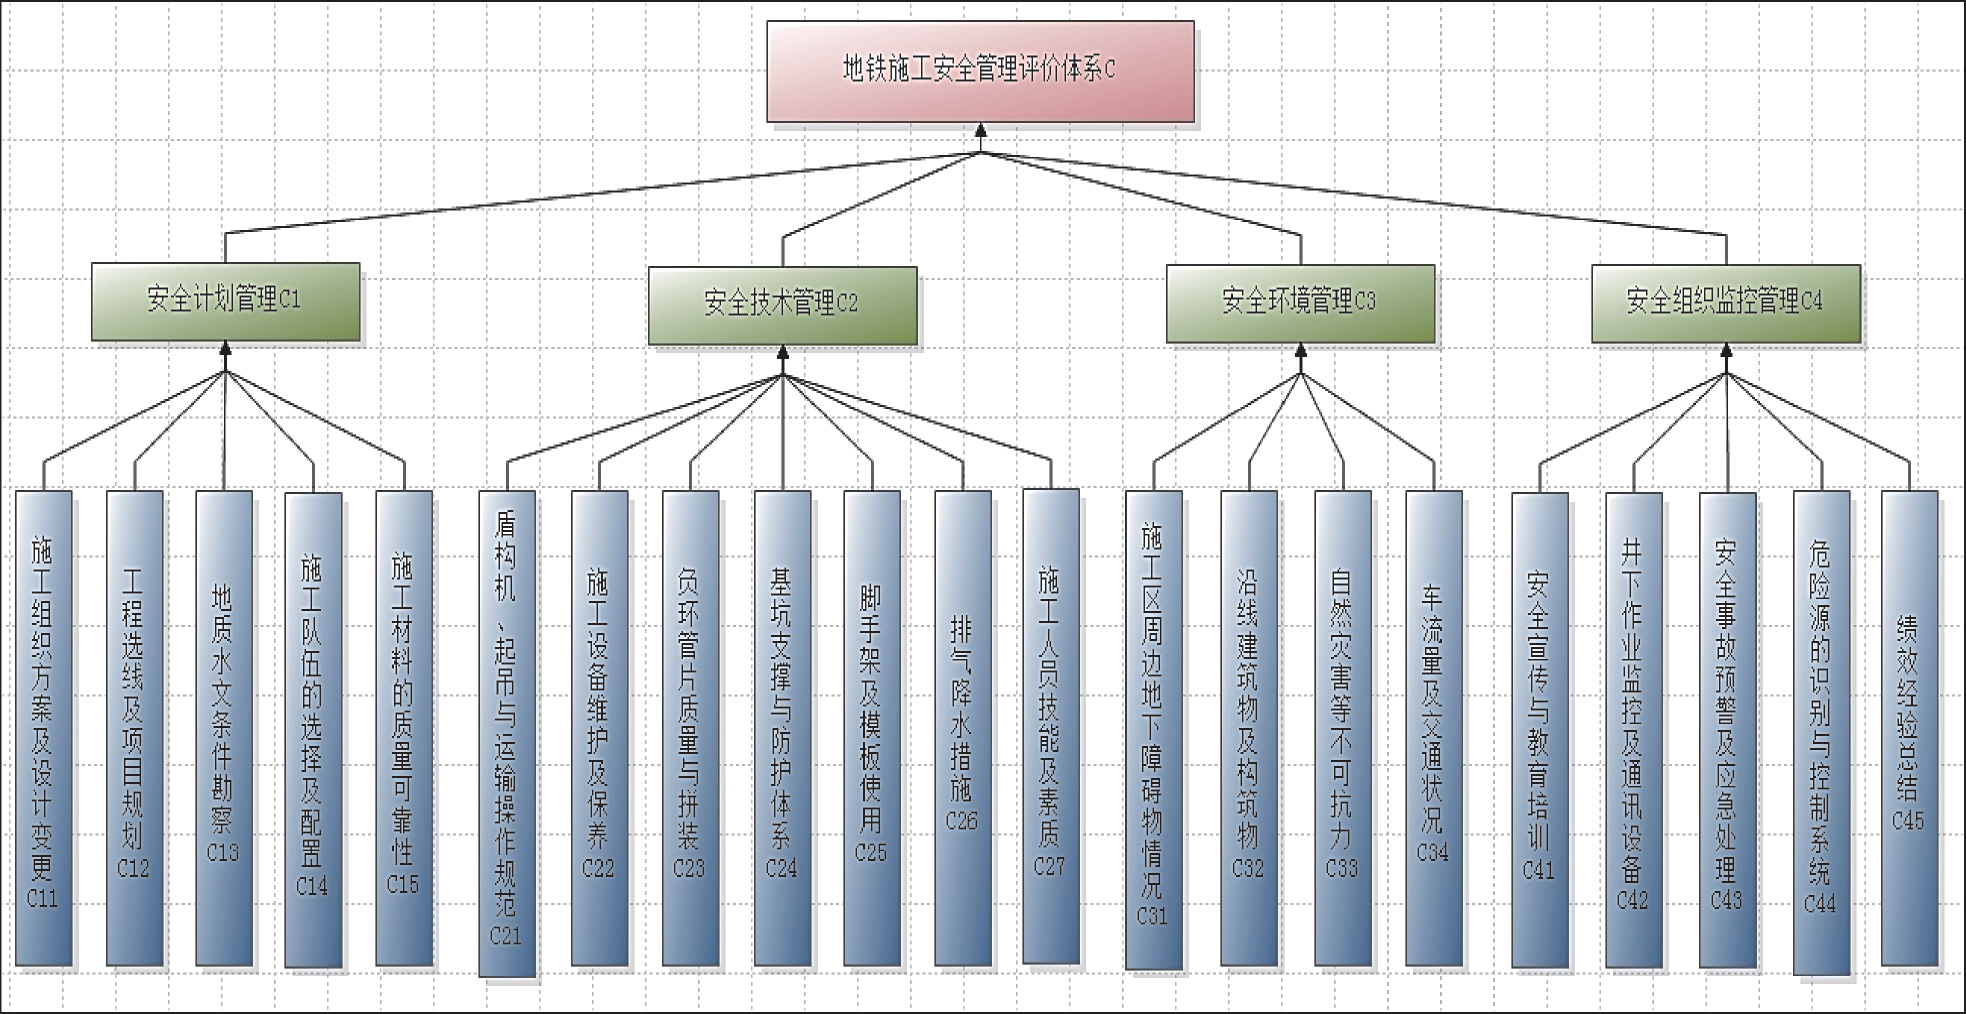 地铁施工安全管理评价体系C
安全计划管理C1
安全技术管理C2
安全环境管理C3
安全组织监控管理C4
施工组织方案及设计变更C11
工程选线及项目规划C12
地质水文条件勘察C13
施工队伍的选择及配置C14
施工材料的质量可靠性C15
盾构机、起吊与运输操作规范C21
施工设备维护及保养C22
负环管片质量与拼装C23
基坑支撑与防护体系C24
脚手架及模板使用C25
排气降水措施C26
施工人员技能及素质C27
施工区周边地下障碍物情况C31
沿线建筑物及构筑物C32
自然灾害等不可抗力C33
车流量及交通状况C34
安全宣传与教育培训C41
井下作业监控及通讯设备C42
安全事故预警及应急处理C43
危险源的识别与控制系统C44
绩效经验总结C45